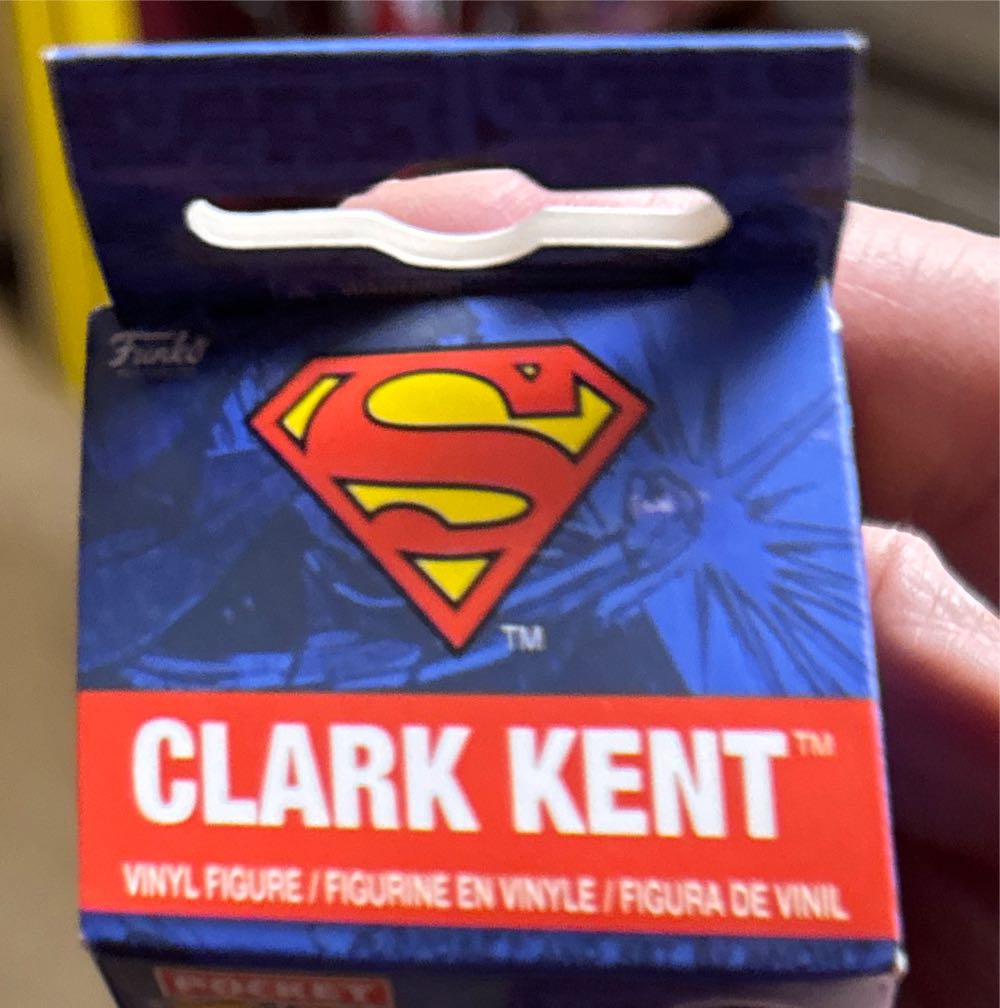 Funko
S
TM
CLARK KENT™
VINYL FIGURE / FIGURINE EN VINYLE / FIGURA DE VINIL
POCKET